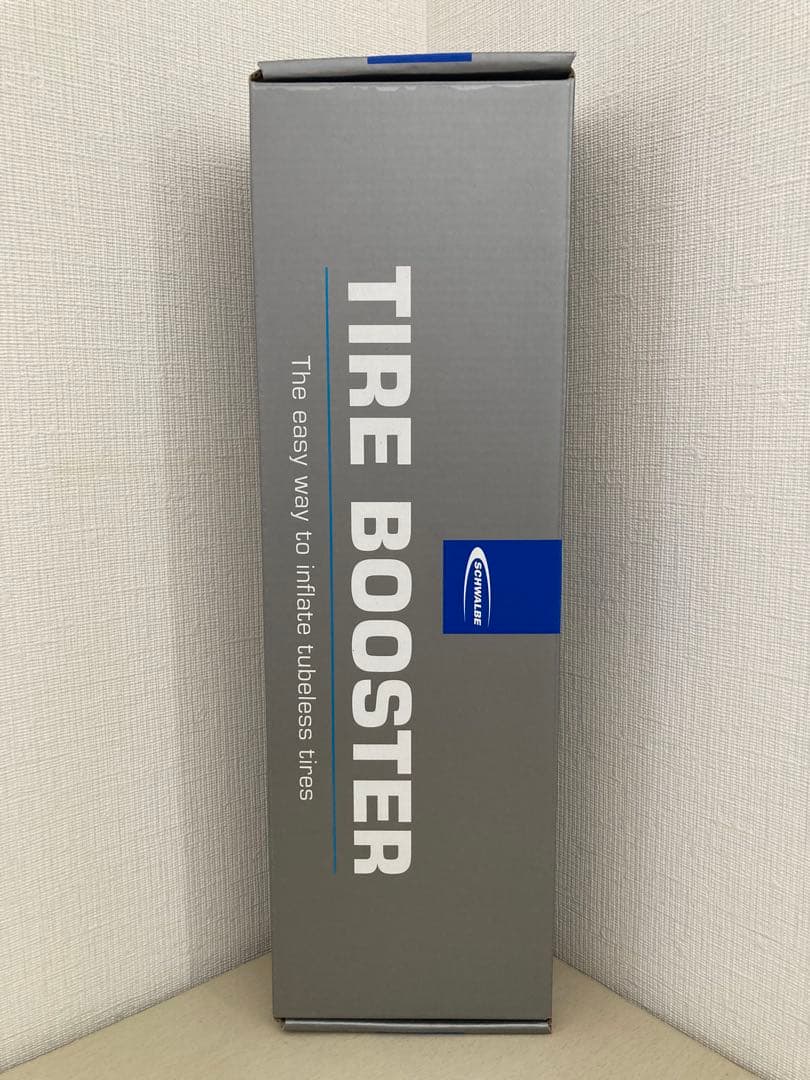 SCHWALBE
TIRE BOOSTER
The easy way to inflate tubeless tires